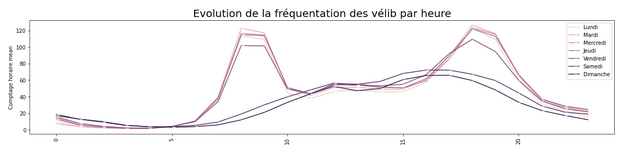 Evolution de la fréquentation des vélib par heure
Comptage horaire mean
120
100
80
60
40
20
0
0
5
10
15
20
Lundi
Mardi
Mercredi
Jeudi
Vendredi
Samedi
Dimanche